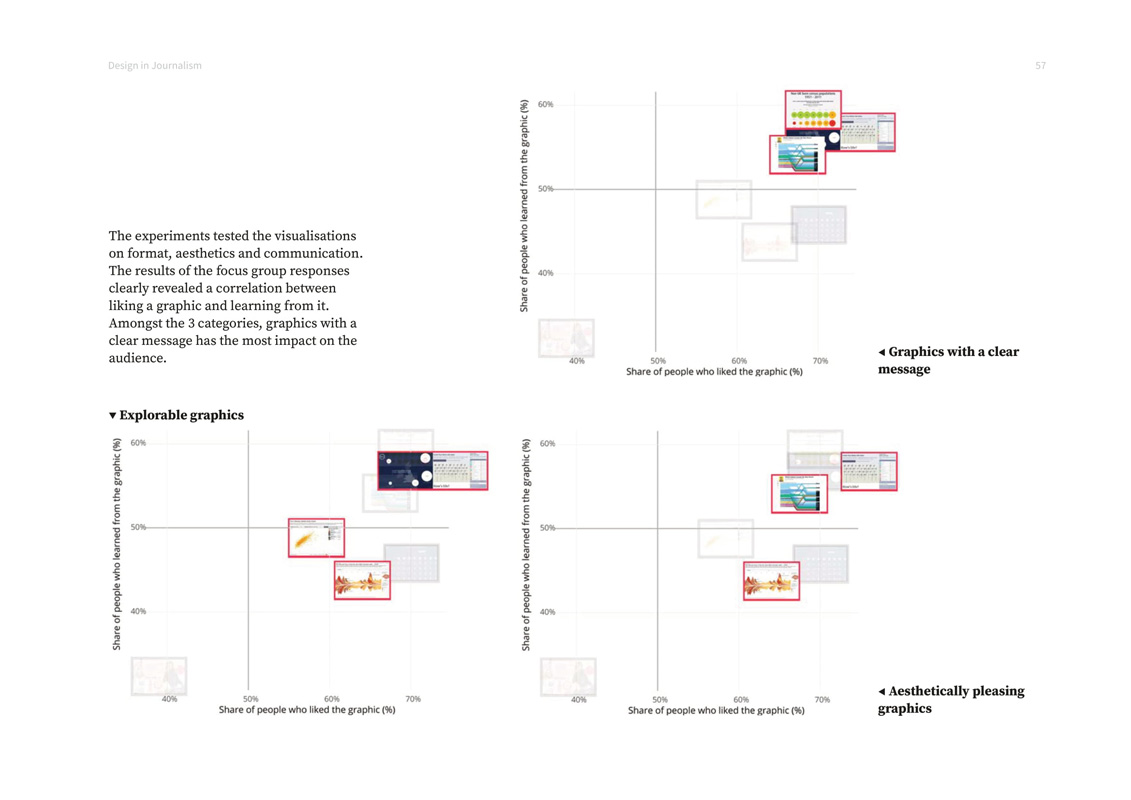 Design in Journalism
57
The experiments tested the visualisations
on format, aesthetics and communication.
The results of the focus group responses
clearly revealed a correlation between
liking a graphic and learning from it.
Amongst the 3 categories, graphics with a
clear message has the most impact on the
audience.
Share of people who learned from the graphic (%)
60%
50%
40%
40%
50%
60%
70%
Share of people who liked the graphic (%)
◂ Graphics with a clear
message
▾ Explorable graphics
Share of people who learned from the graphic (%)
60%
50%
40%
40%
50%
60%
70%
Share of people who liked the graphic (%)
Share of people who learned from the graphic (%)
60%
50%
40%
40%
50%
60%
70%
Share of people who liked the graphic (%)
◂ Aesthetically pleasing
graphics